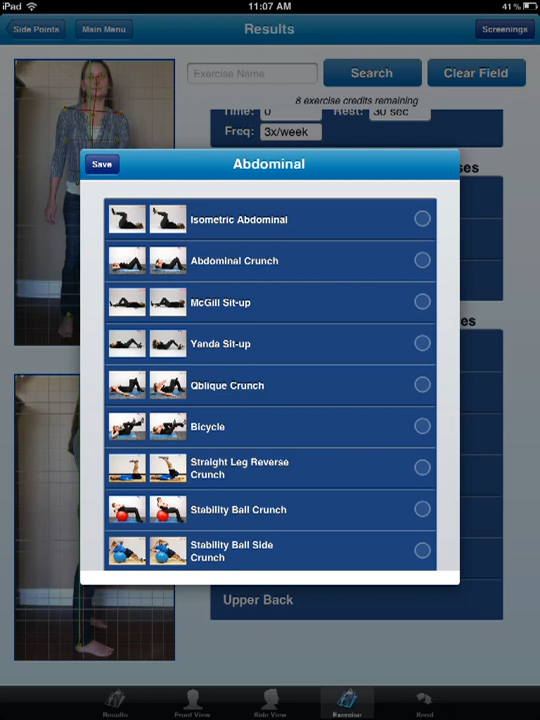 iPad
11:07 AM
41%
Side Points
Main Menu
Results
Screenings
Exercise Name
Search
Clear Field
8 exercise credits remaining
Time: 0
Rest: 30 sec
Freq: 3x/week
Save
Abdominal
ses
Isometric Abdominal
Abdominal Crunch
McGill Sit-up
Yanda Sit-up
es
Qblique Crunch
Bicycle
Straight Leg Reverse
Crunch
Stability Ball Crunch
Stability Ball Side
Crunch
Upper Back
Results
Front View
Side View
Exercise
Send